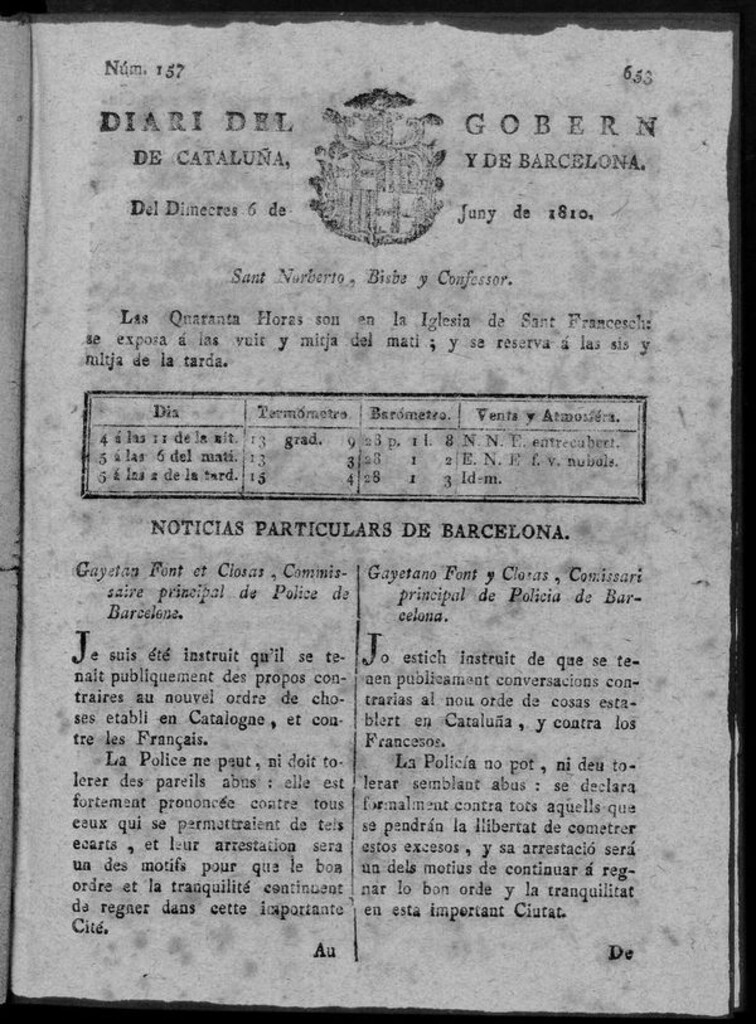 Núm. 157 653
DIARI DEL GOBERN
DE CATALUÑA, Y DE BARCELONA.
Del Dimecres 6 de Juny de 1810.
Sant Norberto, Bisbe y Confessor.
Las Quaranta Horas son en la Iglesia de Sant Francesch:
se exposa á las vuit y mitja del mati; y se reserva á las sis y
mitja de la tarda.
Dia Termómetro. Barómetro. Vents y Atmosféra.
4 á las 11 de la nit. 13 grad. 9 28 p. 1 l. 8 N. N. E. entrecubert.
5 á las 6 del matí. 13 3 28 1 2 E. N. E f. v. nubols.
5 á las 2 de la tard. 15 4 28 1 3 Idem.
NOTICIAS PARTICULARS DE BARCELONA.
Gayetan Font et Closas, Commis-
saire principal de Police de
Barcelone.
Je suis été instruit qu'il se te-
nait publiquement des propos con-
traires au nouvel ordre de cho-
ses etabli en Catalogne, et con-
tre les Français.
La Police ne peut, ni doit to-
lerer des pareils abus: elle est
fortement prononcée contre tous
ceux qui se permettraient de tels
ecarts, et leur arrestation sera
un des motifs pour que le bon
ordre et la tranquilité continuent
de regner dans cette importante
Cité.
Au
Gayetano Font y Closas, Comissari
principal de Policia de Bar-
celona.
Jo estich instruit de que se te-
nen publicament conversacions con-
trarias al nou orde de cosas esta-
blert en Cataluña, y contra los
Francesos.
La Policía no pot, ni deu to-
lerar semblant abus: se declara
formalment contra tots aquells que
se pendrán la llibertat de cometrer
estos excesos, y sa arrestació será
un dels motius de continuar á reg-
nar lo bon orde y la tranquilitat
en esta important Ciutat.
De